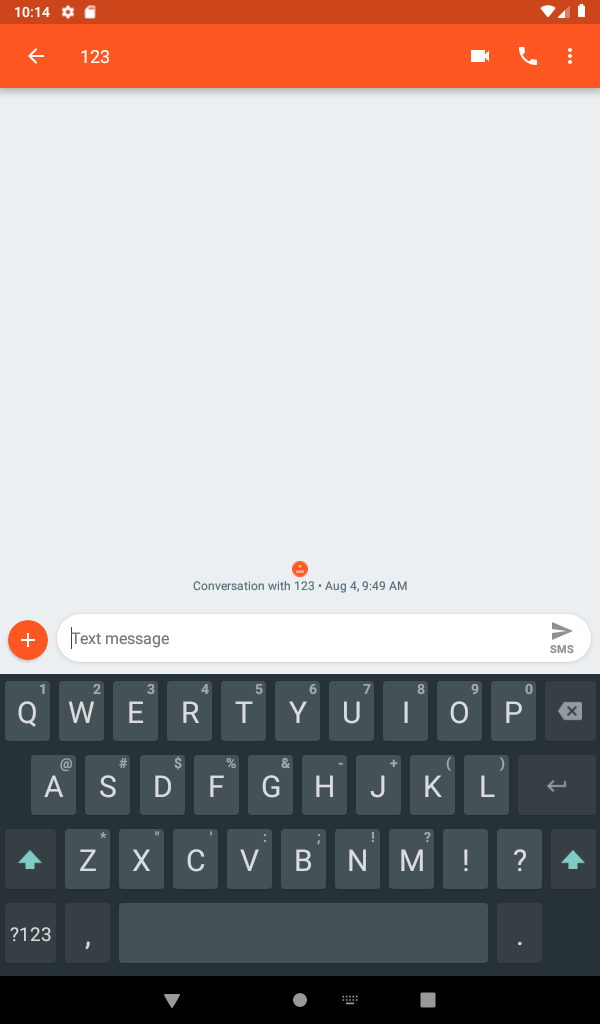 10:14
123
Conversation with 123 • Aug 4, 9:49 AM
Text message
SMS
1 2 3 4 5 6 7 8 9 0
Q W E R T Y U I O P
@ # $ % & - + ( )
A S D F G H J K L
* " ' : ; ! ?
Z X C V B N M ! ?
?123 , .